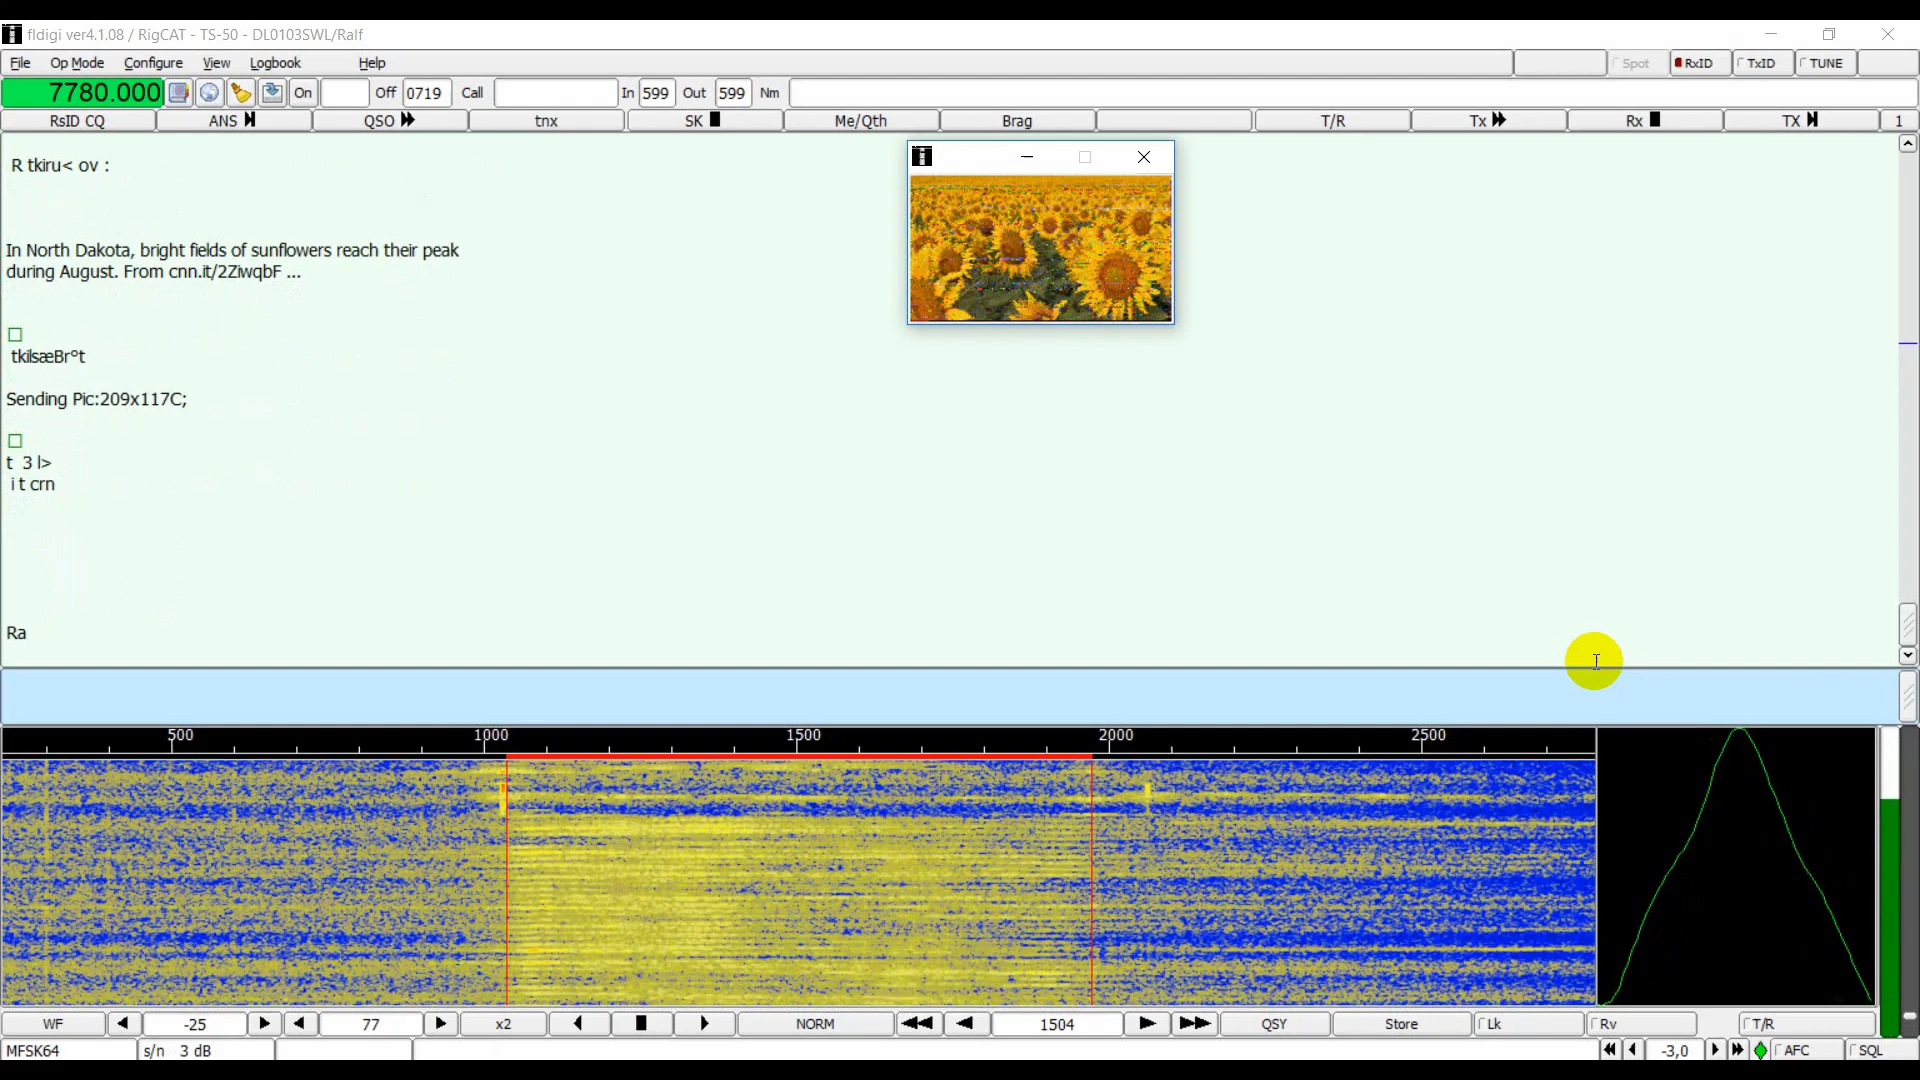 fldigi ver4.1.08 / RigCAT - TS-50 - DL0103SWL/Ralf
File Op Mode Configure View Logbook Help Spot RxID TxID TUNE
7780.000 On Off 0719 Call In 599 Out 599 Nm
RsID CQ ANS QSO tnx SK Me/Qth Brag T/R Tx Rx TX 1
R tkiru< ov :
In North Dakota, bright fields of sunflowers reach their peak
during August. From cnn.it/2ZiwqbF ...
tkilsæBrºt
Sending Pic:209x117C;
t 3 l>
i t crn
Ra
500 1000 1500 2000 2500
WF -25 77 x2 NORM 1504 QSY Store Lk Rv T/R
MFSK64 s/n 3 dB -3,0 AFC SQL